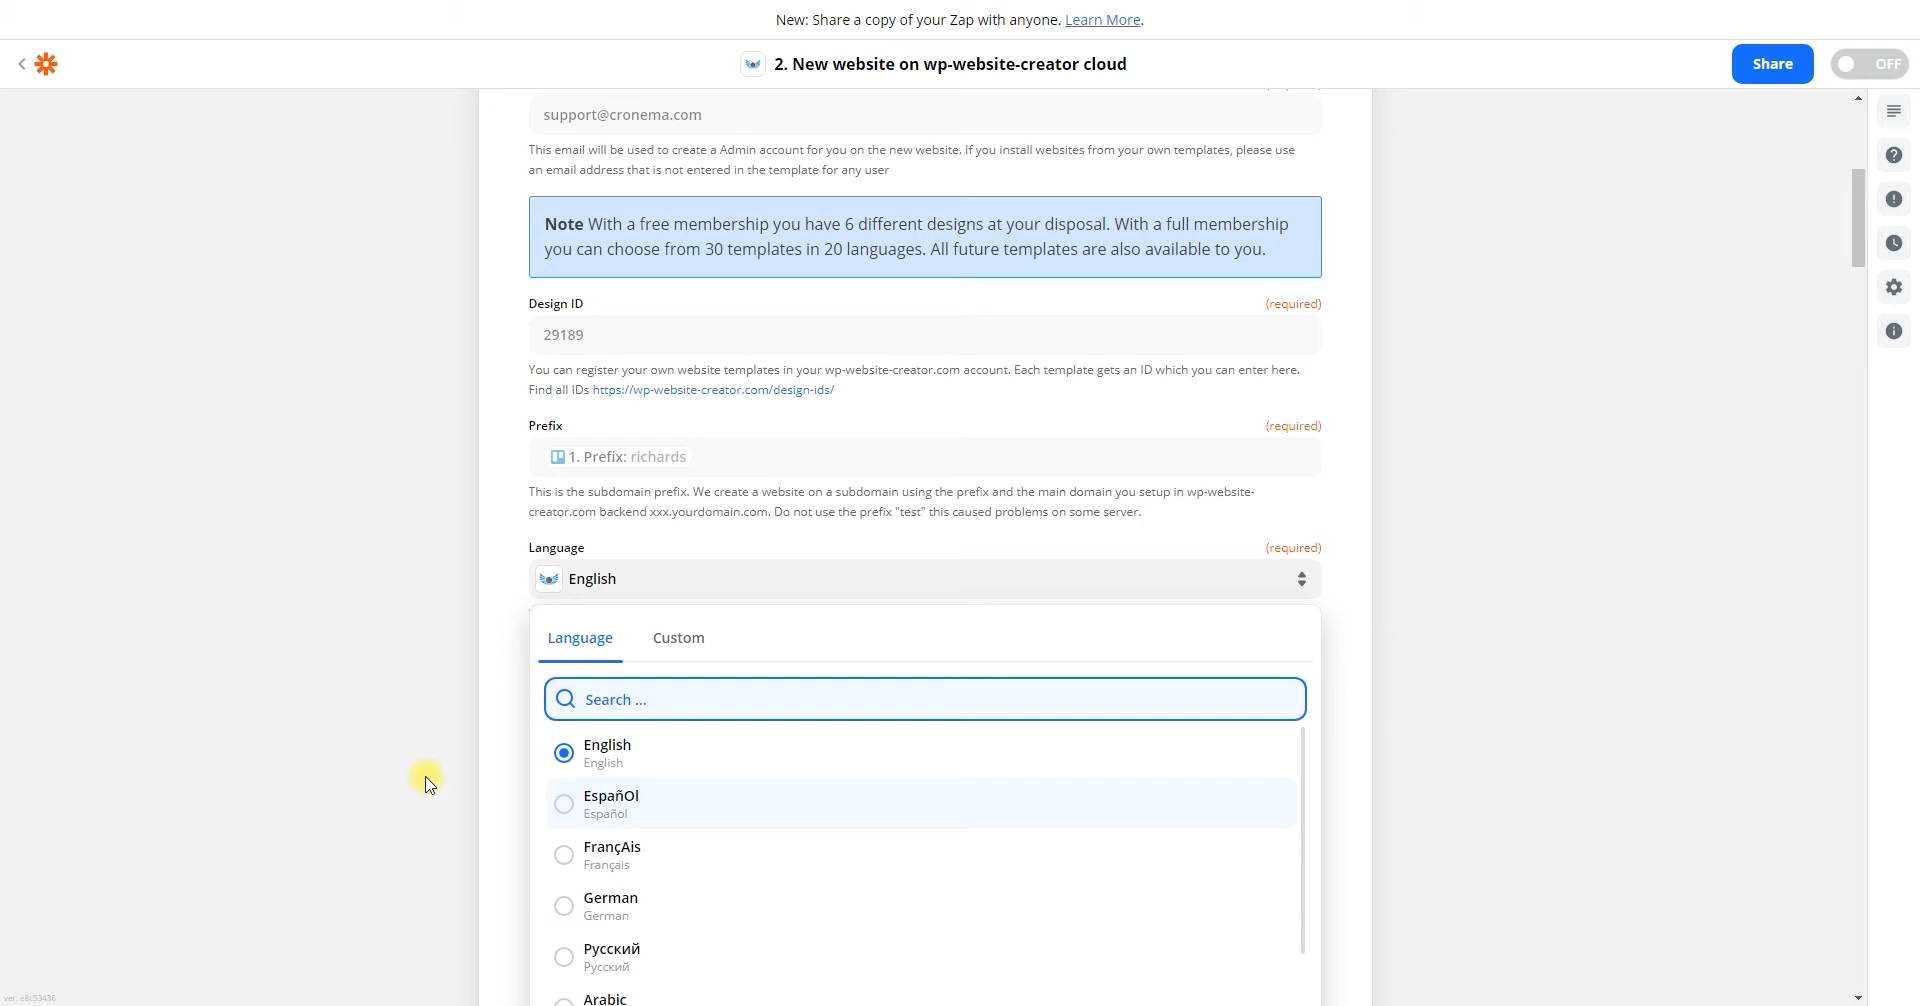 New: Share a copy of your Zap with anyone. Learn More.
2. New website on wp-website-creator cloud
Share
OFF
support@cronema.com
This email will be used to create a Admin account for you on the new website. If you install websites from your own templates, please use
an email address that is not entered in the template for any user
Note With a free membership you have 6 different designs at your disposal. With a full membership
you can choose from 30 templates in 20 languages. All future templates are also available to you.
Design ID (required)
29189
You can register your own website templates in your wp-website-creator.com account. Each template gets an ID which you can enter here.
Find all IDs https://wp-website-creator.com/design-ids/
Prefix (required)
1. Prefix: richards
This is the subdomain prefix. We create a website on a subdomain using the prefix and the main domain you setup in wp-website-
creator.com backend xxx.yourdomain.com. Do not use the prefix "test" this caused problems on some server.
Language (required)
English
Language Custom
Search ...
English
English
EspañOl
Español
FrançAis
Français
German
German
Русский
Русский
Arabic
ver. e8c53436